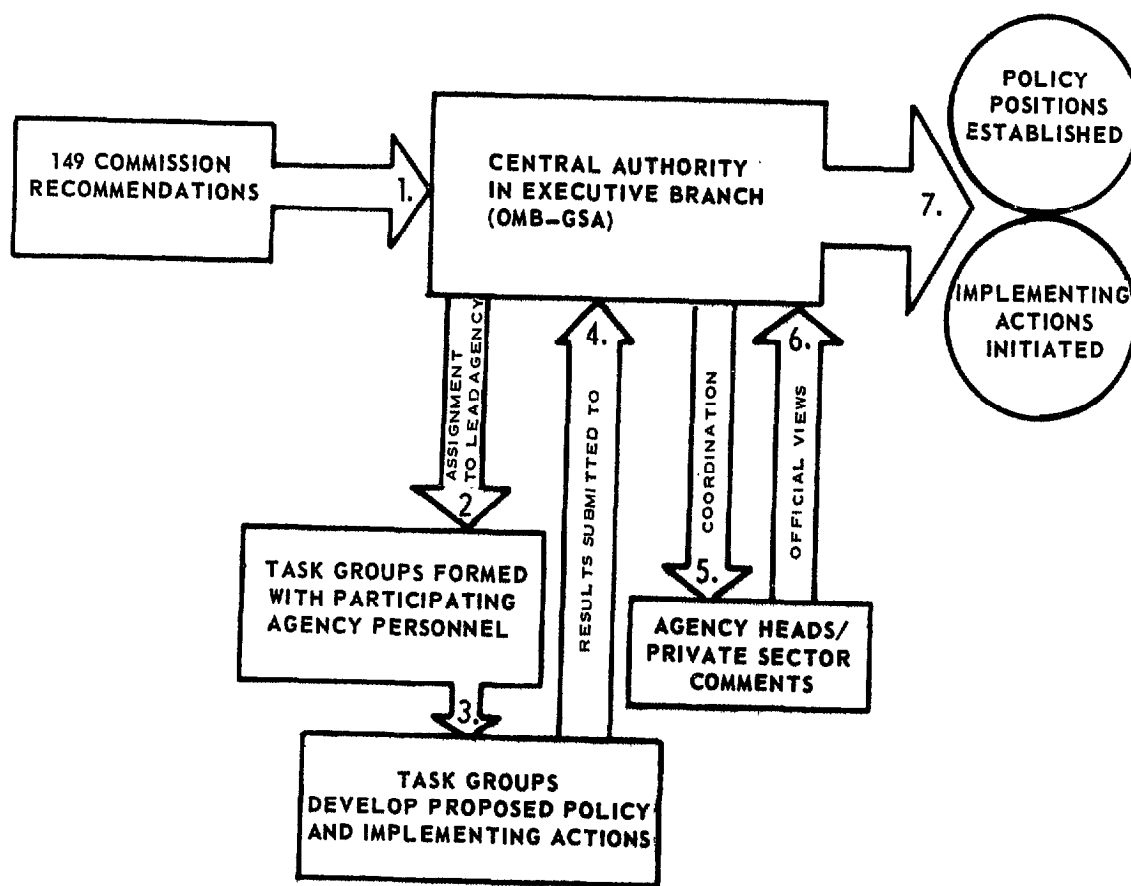 149 COMMISSION
RECOMMENDATIONS
1.
CENTRAL AUTHORITY
IN EXECUTIVE BRANCH
(OMB-GSA)
7.
POLICY
POSITIONS
ESTABLISHED
IMPLEMENTING
ACTIONS
INITIATED
ASSIGNMENT
TO LEAD AGENCY
2
TASK GROUPS FORMED
WITH PARTICIPATING
AGENCY PERSONNEL
3.
TASK GROUPS
DEVELOP PROPOSED POLICY
AND IMPLEMENTING ACTIONS
4.
RESULTS SUBMITTED TO
COORDINATION
5.
AGENCY HEADS/
PRIVATE SECTOR
COMMENTS
6.
OFFICIAL VIEWS